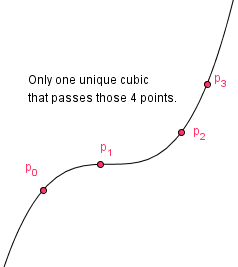 Only one unique cubic
that passes those 4 points.
p3
p1
p2
p0